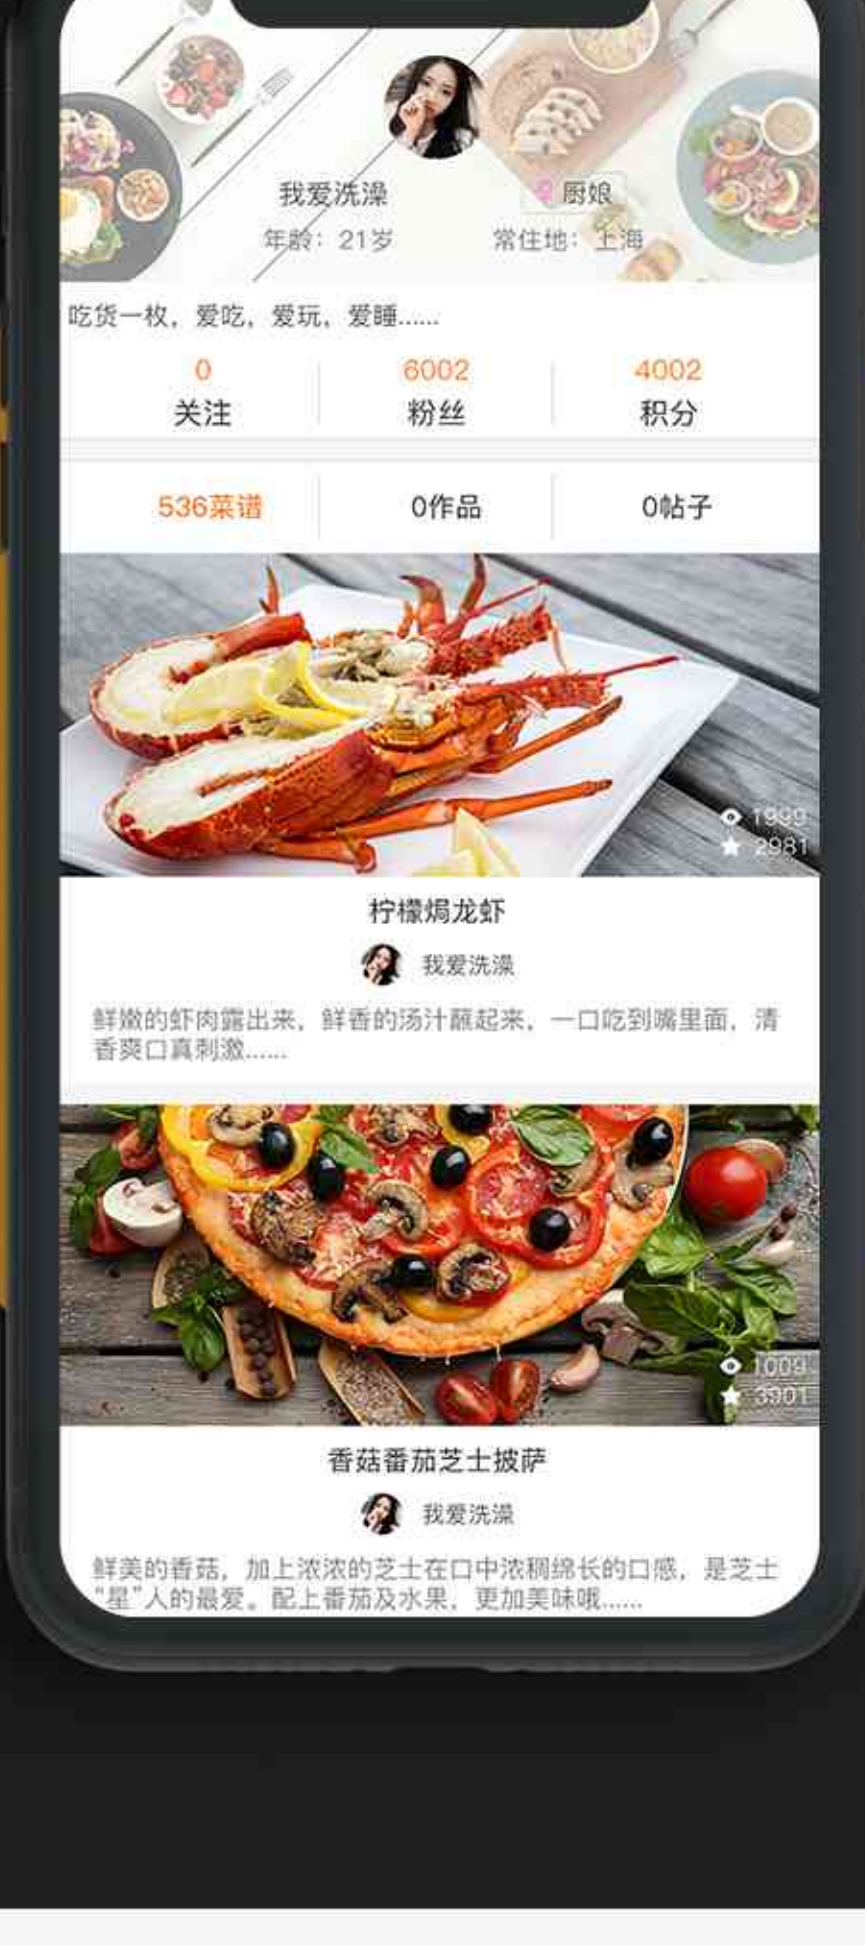 我爱洗澡
厨娘
年龄：21岁
常住地：上海
吃货一枚，爱吃，爱玩，爱睡......
0
6002
4002
关注
粉丝
积分
536菜谱
0作品
0帖子
1999
2981
柠檬焗龙虾
我爱洗澡
鲜嫩的虾肉露出来，鲜香的汤汁蘸起来，一口吃到嘴里面，清
香爽口真刺激......
1009
3901
香菇番茄芝士披萨
我爱洗澡
鲜美的香菇，加上浓浓的芝士在口中浓稠绵长的口感，是芝士
“星”人的最爱。配上番茄及水果，更加美味哦......